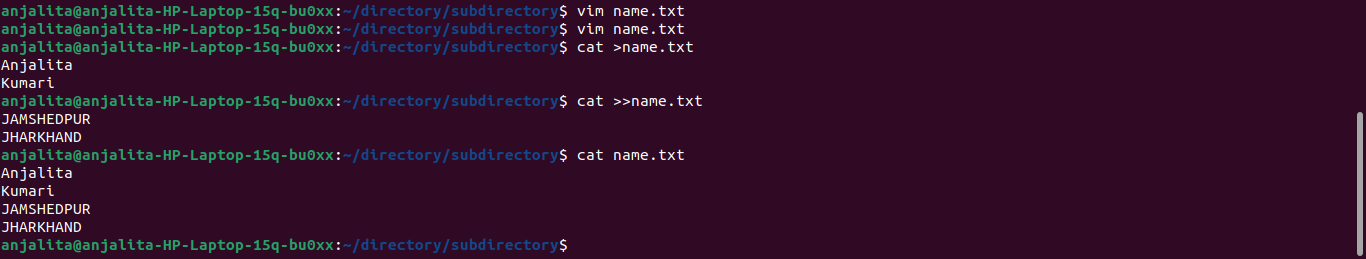 anjalita@anjalita-HP-Laptop-15q-bu0xx:~/directory/subdirectory$ vim name.txt
anjalita@anjalita-HP-Laptop-15q-bu0xx:~/directory/subdirectory$ vim name.txt
anjalita@anjalita-HP-Laptop-15q-bu0xx:~/directory/subdirectory$ cat >name.txt
Anjalita
Kumari
anjalita@anjalita-HP-Laptop-15q-bu0xx:~/directory/subdirectory$ cat >>name.txt
JAMSHEDPUR
JHARKHAND
anjalita@anjalita-HP-Laptop-15q-bu0xx:~/directory/subdirectory$ cat name.txt
Anjalita
Kumari
JAMSHEDPUR
JHARKHAND
anjalita@anjalita-HP-Laptop-15q-bu0xx:~/directory/subdirectory$